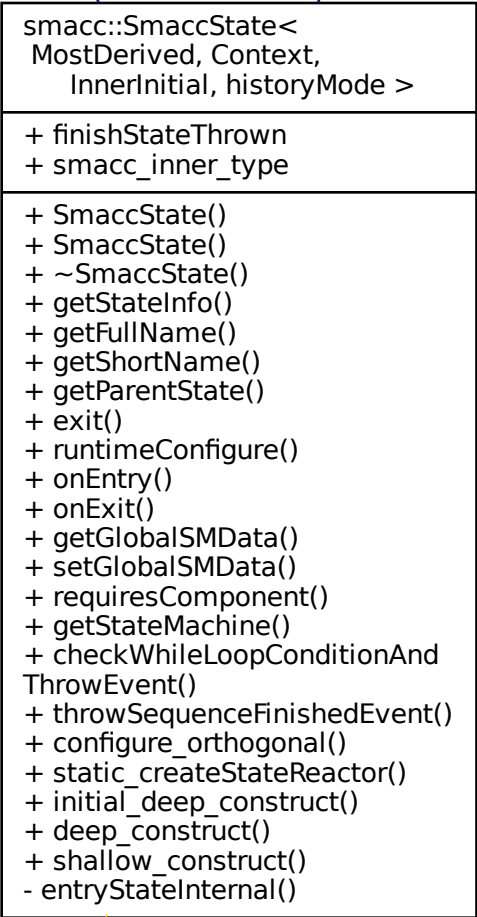 smacc::SmaccState<
MostDerived, Context,
InnerInitial, historyMode >
+ finishStateThrown
+ smacc_inner_type
+ SmaccState()
+ SmaccState()
+ ~SmaccState()
+ getStateInfo()
+ getFullName()
+ getShortName()
+ getParentState()
+ exit()
+ runtimeConfigure()
+ onEntry()
+ onExit()
+ getGlobalSMData()
+ setGlobalSMData()
+ requiresComponent()
+ getStateMachine()
+ checkWhileLoopConditionAnd
ThrowEvent()
+ throwSequenceFinishedEvent()
+ configure_orthogonal()
+ static_createStateReactor()
+ initial_deep_construct()
+ deep_construct()
+ shallow_construct()
- entryStateInternal()